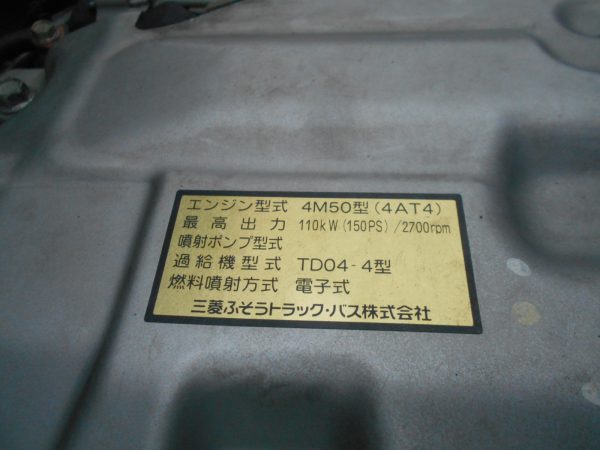 エンジン型式 4M50型(4AT4)
最高出力 110kW(150PS)/2700rpm
噴射ポンプ型式
過給機型式 TD04-4型
燃料噴射方式 電子式
三菱ふそうトラック・バス株式会社